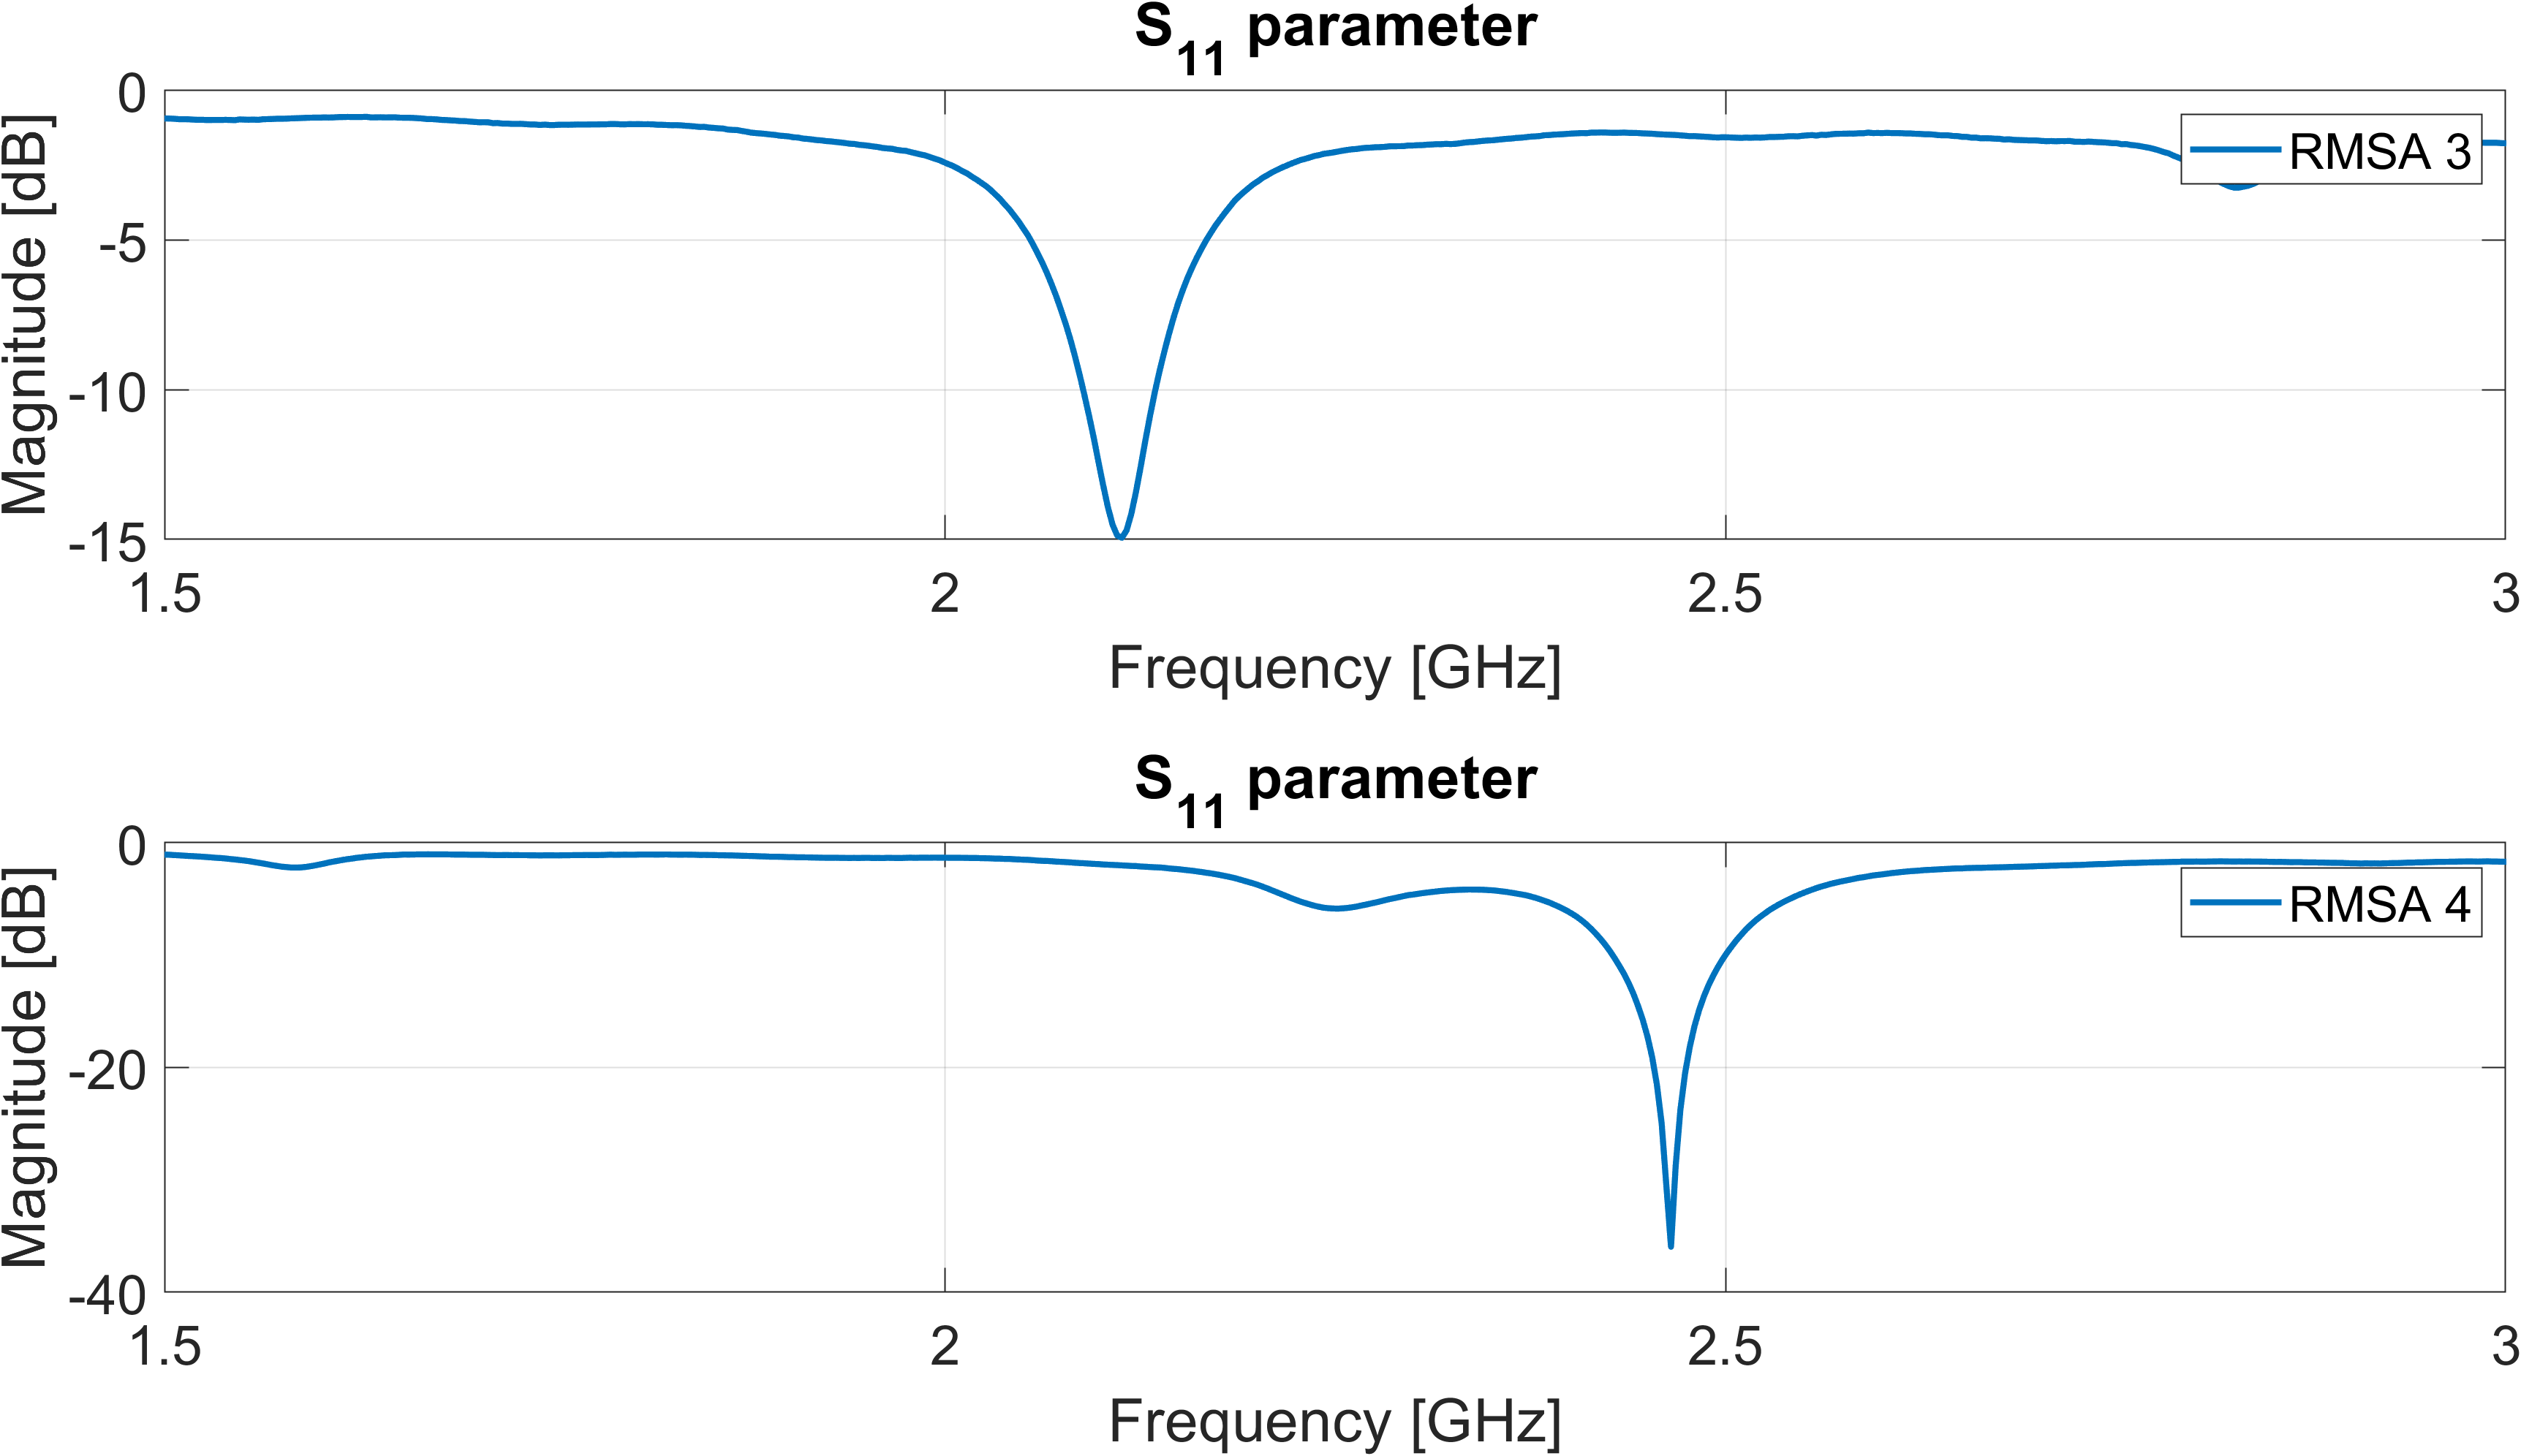 S11 parameter
Magnitude [dB]
0
-5
-10
-15
RMSA 3
1.5 2 2.5 3
Frequency [GHz]
S11 parameter
Magnitude [dB]
0
-20
-40
RMSA 4
1.5 2 2.5 3
Frequency [GHz]